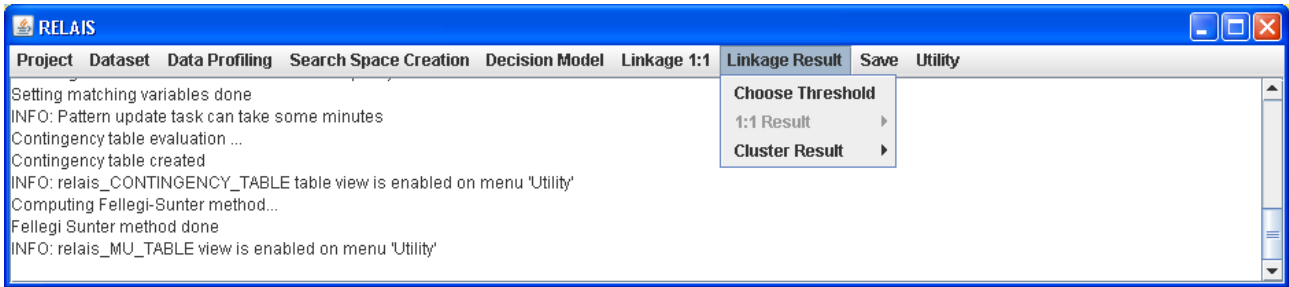 RELAIS
Project Dataset Data Profiling Search Space Creation Decision Model Linkage 1:1 Linkage Result Save Utility
Setting matching variables done
INFO: Pattern update task can take some minutes
Contingency table evaluation ...
Contingency table created
INFO: relais_CONTINGENCY_TABLE table view is enabled on menu 'Utility'
Computing Fellegi-Sunter method...
Fellegi Sunter method done
INFO: relais_MU_TABLE view is enabled on menu 'Utility'
Choose Threshold
1:1 Result
Cluster Result